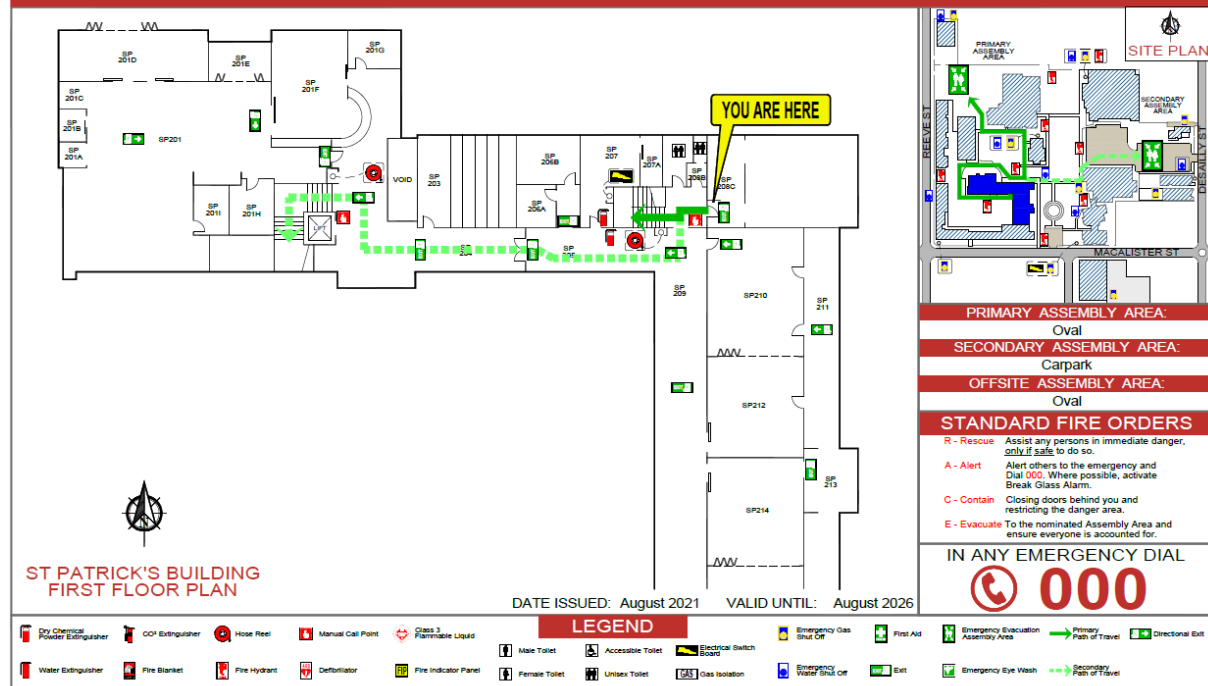 SP
201D
SP
201E
SP
201G
SP
201F
SP
201C
SP
201B
SP
201A
SP201
SP
201I
SP
201H
LIFT
VOID
SP
203
204
SP
205
SP
206B
SP
206A
SP
207
SP
207A
SP
208B
SP
208C
YOU ARE HERE
SP
209
SP210
SP
211
SP212
SP
213
SP214
ST PATRICK'S BUILDING
FIRST FLOOR PLAN
DATE ISSUED: August 2021
VALID UNTIL: August 2026
SITE PLAN
PRIMARY
ASSEMBLY
AREA
SECONDARY
ASSEMBLY
AREA
REEVE ST
DESAILLY ST
MACALISTER ST
PRIMARY ASSEMBLY AREA:
Oval
SECONDARY ASSEMBLY AREA:
Carpark
OFFSITE ASSEMBLY AREA:
Oval
STANDARD FIRE ORDERS
R - Rescue Assist any persons in immediate danger,
only if safe to do so.
A - Alert Alert others to the emergency and
Dial 000. Where possible, activate
Break Glass Alarm.
C - Contain Closing doors behind you and
restricting the danger area.
E - Evacuate To the nominated Assembly Area and
ensure everyone is accounted for.
IN ANY EMERGENCY DIAL
000
LEGEND
Dry Chemical
Powder Extinguisher
CO² Extinguisher
Hose Reel
Manual Call Point
Class 3
Flammable Liquid
Water Extinguisher
Fire Blanket
Fire Hydrant
Defibrillator
FIP
Fire Indicator Panel
Male Toilet
Accessible Toilet
Electrical Switch
Board
Female Toilet
Unisex Toilet
GAS
Gas Isolation
Emergency Gas
Shut Off
First Aid
Emergency Evacuation
Assembly Area
Primary
Path of Travel
Directional Exit
Emergency
Water Shut Off
Exit
Emergency Eye Wash
Secondary
Path of Travel